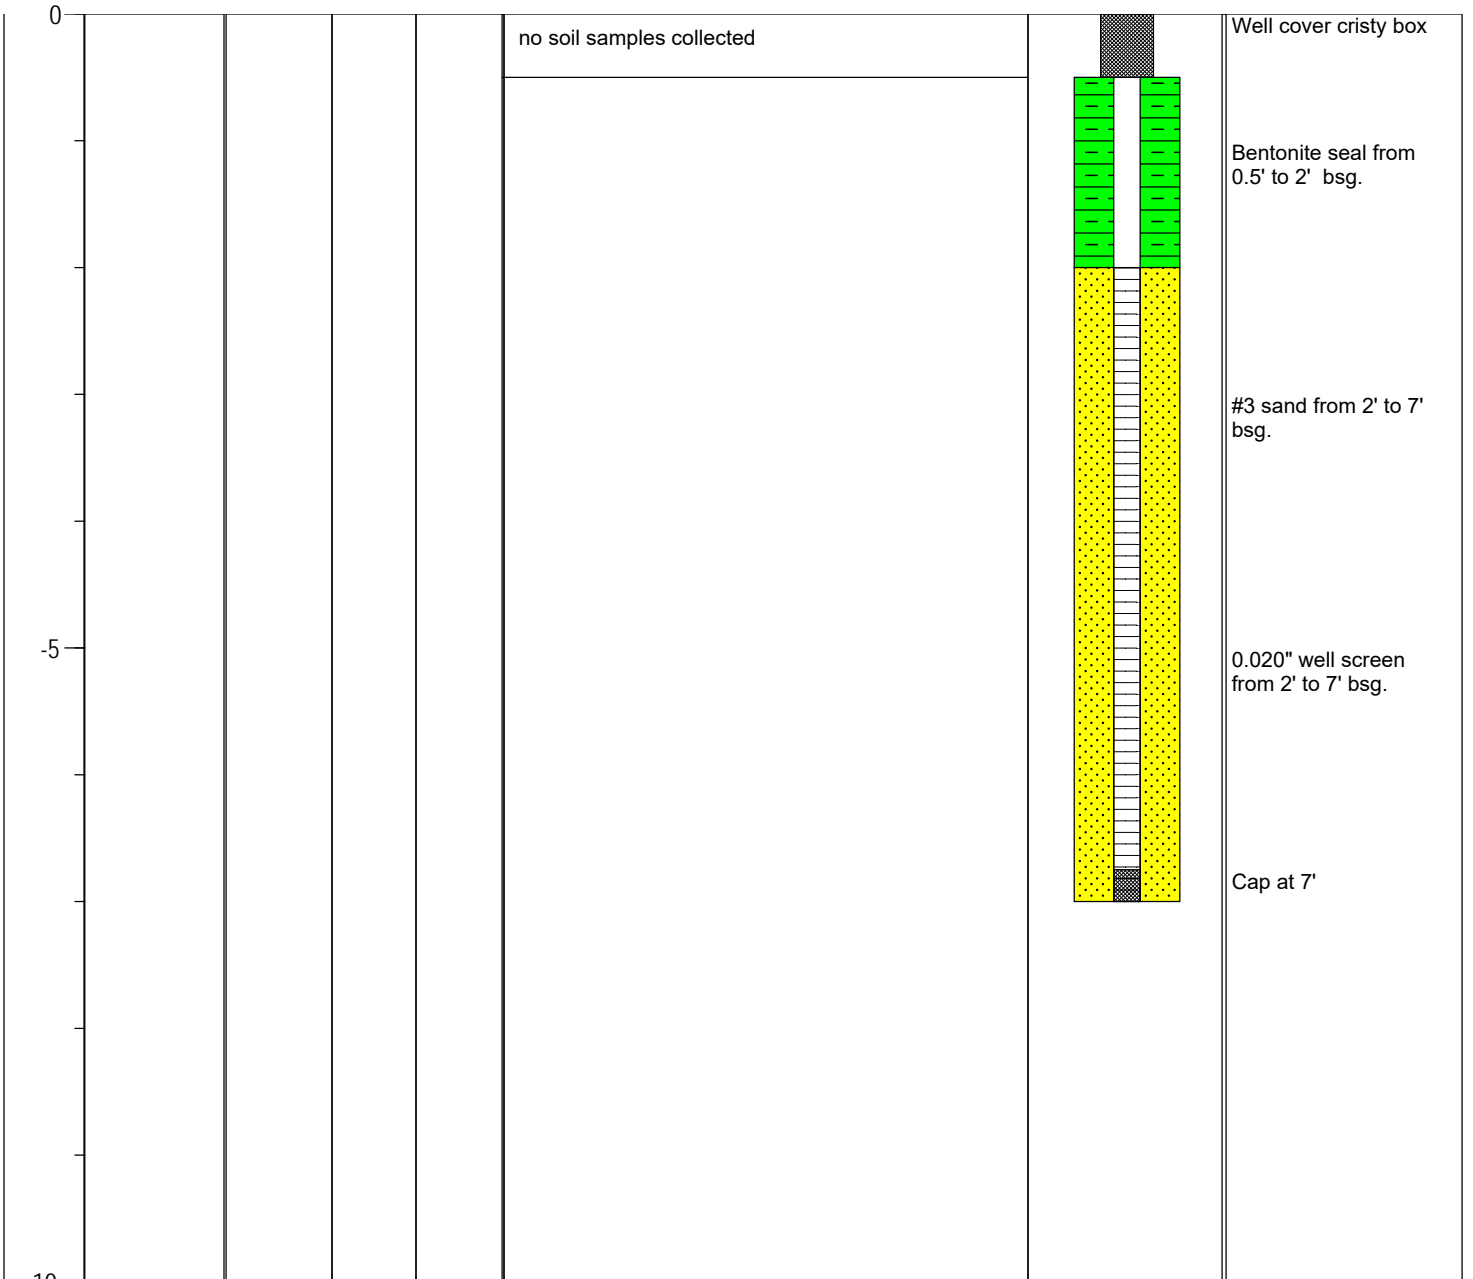 0
no soil samples collected
Well cover cristy box
Bentonite seal from
0.5' to 2'  bsg.
#3 sand from 2' to 7'
bsg.
-5
0.020" well screen
from 2' to 7' bsg.
Cap at 7'